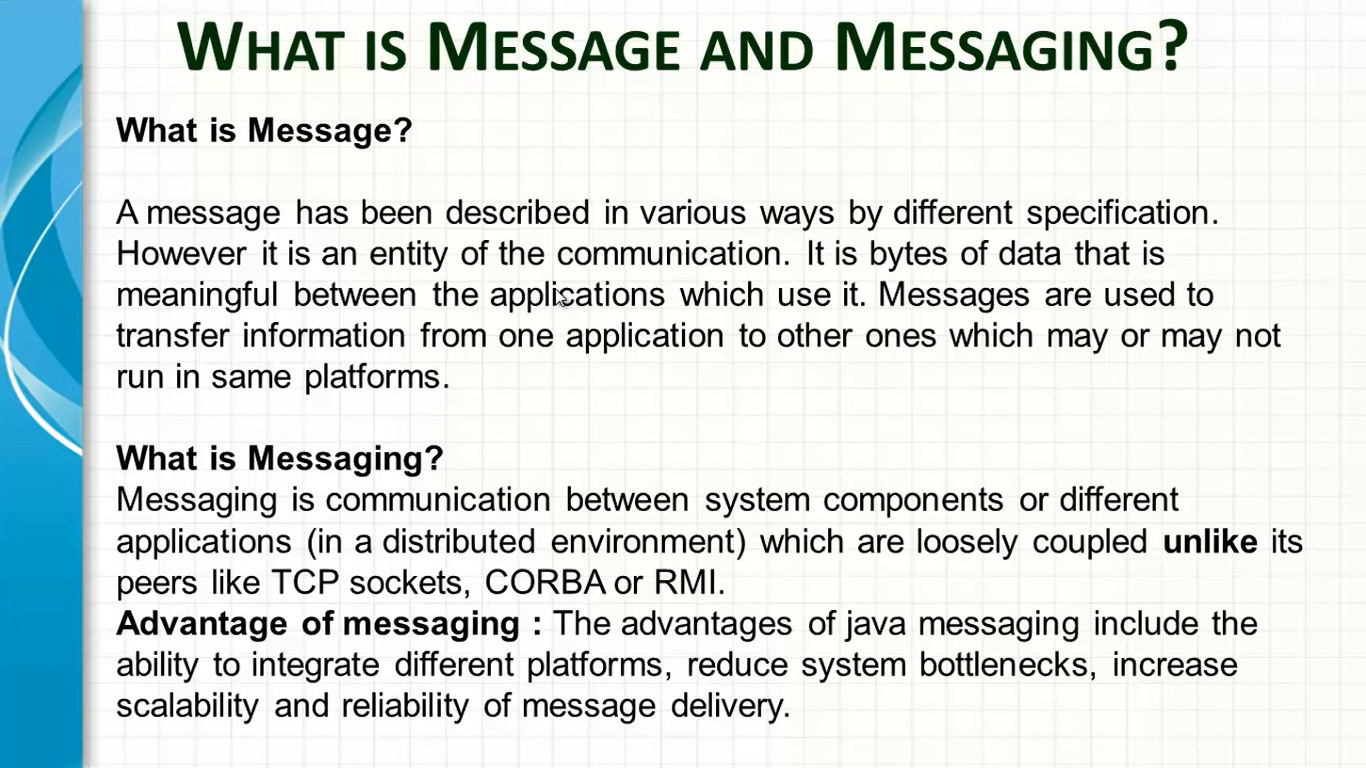 WHAT IS MESSAGE AND MESSAGING?
What is Message?
A message has been described in various ways by different specification.
However it is an entity of the communication. It is bytes of data that is
meaningful between the applications which use it. Messages are used to
transfer information from one application to other ones which may or may not
run in same platforms.
What is Messaging?
Messaging is communication between system components or different
applications (in a distributed environment) which are loosely coupled unlike its
peers like TCP sockets, CORBA or RMI.
Advantage of messaging : The advantages of java messaging include the
ability to integrate different platforms, reduce system bottlenecks, increase
scalability and reliability of message delivery.